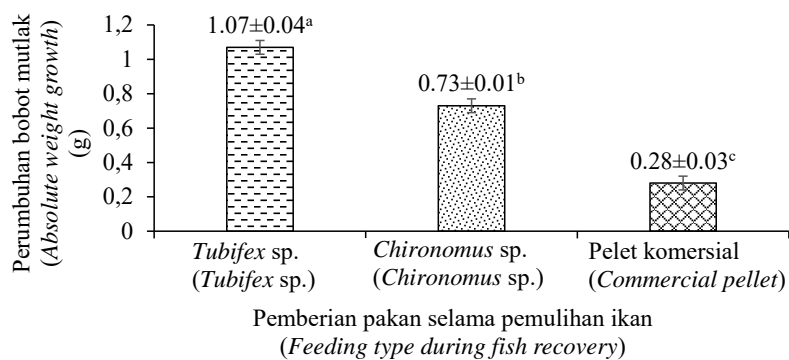 Perumbuhan bobot mutlak
(Absolute weight growth)
(g)
1,2
1
0,8
0,6
0,4
0,2
0
1.07±0.04ᵃ
0.73±0.01ᵇ
0.28±0.03ᶜ
Tubifex sp.
(Tubifex sp.)
Chironomus sp.
(Chironomus sp.)
Pelet komersial
(Commercial pellet)
Pemberian pakan selama pemulihan ikan
(Feeding type during fish recovery)